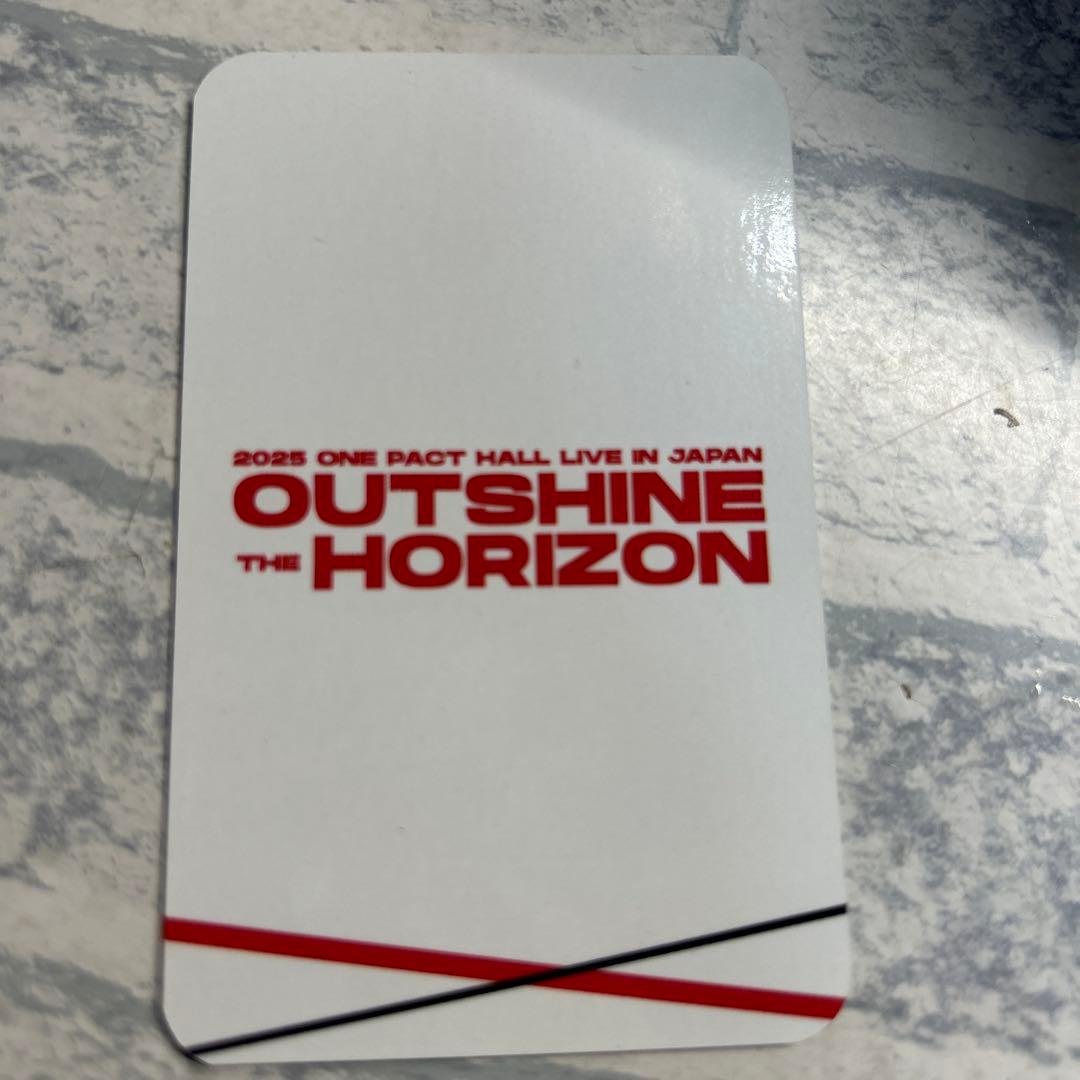 2025 ONE PACT HALL LIVE IN JAPAN
OUTSHINE
THE HORIZON